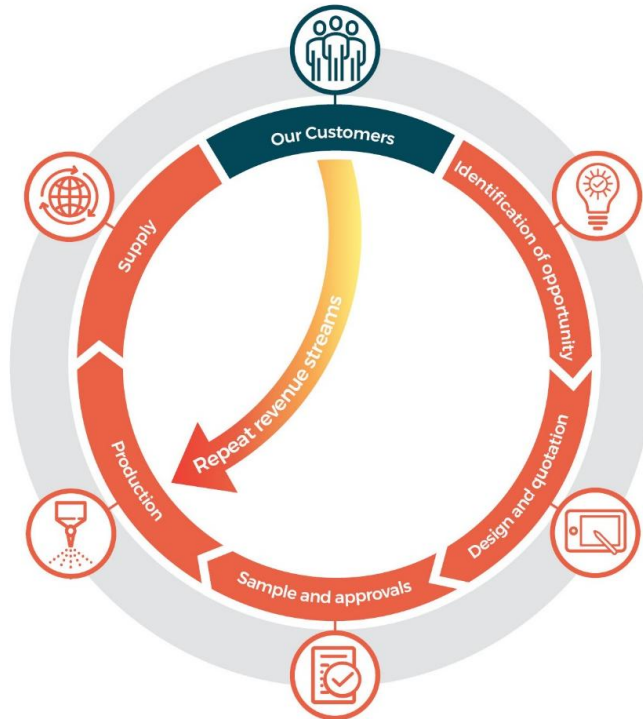 Our Customers
Identification of opportunity
Design and quotation
Sample and approvals
Production
Supply
Repeat revenue streams